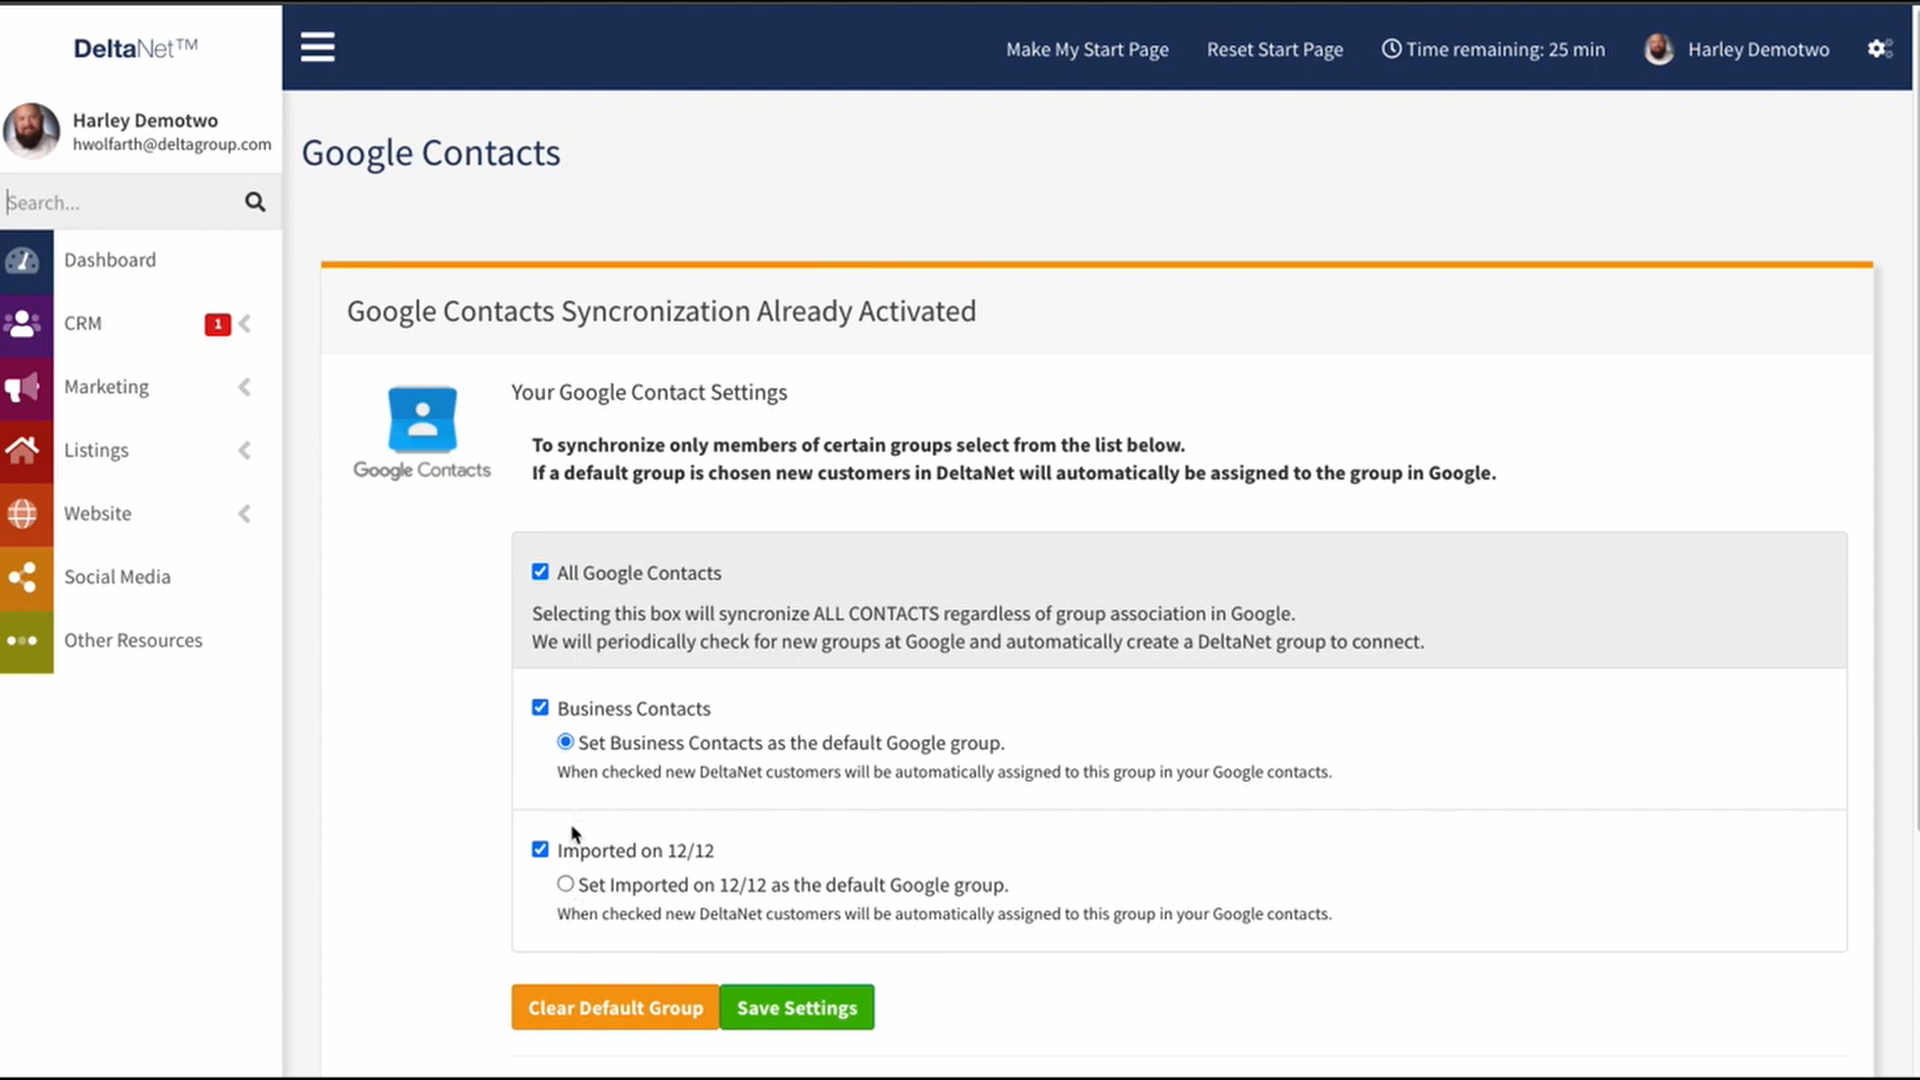 DeltaNet™
Make My Start Page
Reset Start Page
Time remaining: 25 min
Harley Demotwo
Harley Demotwo
hwolfarth@deltagroup.com
Search...
Dashboard
CRM
1
Marketing
Listings
Website
Social Media
Other Resources
Google Contacts
Google Contacts Syncronization Already Activated
Google Contacts
Your Google Contact Settings
To synchronize only members of certain groups select from the list below.
If a default group is chosen new customers in DeltaNet will automatically be assigned to the group in Google.
All Google Contacts
Selecting this box will syncronize ALL CONTACTS regardless of group association in Google.
We will periodically check for new groups at Google and automatically create a DeltaNet group to connect.
Business Contacts
Set Business Contacts as the default Google group.
When checked new DeltaNet customers will be automatically assigned to this group in your Google contacts.
Imported on 12/12
Set Imported on 12/12 as the default Google group.
When checked new DeltaNet customers will be automatically assigned to this group in your Google contacts.
Clear Default Group
Save Settings